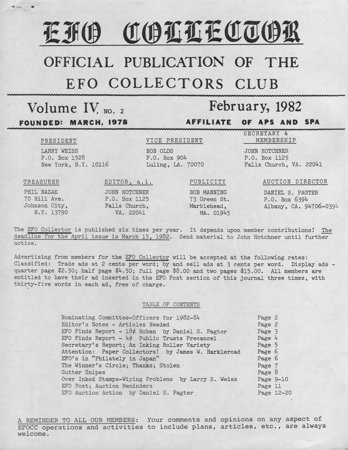 EFO COLLECTOR
OFFICIAL PUBLICATION OF THE
EFO COLLECTORS CLUB
Volume IV, NO. 2 February, 1982
FOUNDED: MARCH, 1978 AFFILIATE OF APS AND SPA
PRESIDENT VICE PRESIDENT SECRETARY & MEMBERSHIP
LARRY WEISS BOB OLDS JOHN HOTCHNER
P.O. Box 1526 P.O. Box 904 P.O. Box 1125
New York, N.Y. 10116 Luling, LA. 70070 Falls Church, VA. 22041
TREASURER EDITOR, a.i. PUBLICITY AUCTION DIRECTOR
PHIL NAZAK JOHN HOTCHNER BOB MANNING DANIEL S. PAGTER
70 Hill Ave. P.O. Box 1125 73 Green St. P.O. Box 6394
Johnson City, Falls Church, Marblehead, Albany, CA. 94706-0394
N.Y. 13790 VA. 22041 MA. 01945
The EFO Collector is published six times per year. It depends upon member contributions! The
deadline for the April issue is March 15, 1982. Send material to John Hotchner until further
notice.
Advertising from members for the EFO Collector will be accepted at the following rates:
Classified: Trade ads at 2 cents per word; by and sell ads at 3 cents per word. Display ads -
quarter page $2.50; half page $4.50; full page $8.00 and two pages $15.00. All members are
entitled to have their ad inserted in the EFO Post section of this journal three times, with
thirty-five words in each ad, free of charge.
TABLE OF CONTENTS
Nominating Committee-Officers for 1982-84 Page 2
Editor's Notes - Articles Needed Page 2
EFO Finds Report - 18¢ Hoban by Daniel S. Pagter Page 3
EFO Finds Report - 4¢ Public Trusts Precancel Page 4
Secretary's Report; An Inking Roller Variety Page 5
Attention: Paper Collectors! by James W. Harkleroad Page 6
EFO's in "Philately in Japan" Page 6
The Winner's Circle; Thanks; Stolen Page 7
Gutter Snipes Page 8
Over Inked Stamps-Wiping Problems by Larry S. Weiss Page 9-10
EFO Post; Auction Reminders Page 11
EFO Auction Action by Daniel S. Pagter Page 12-20
A REMINDER TO ALL OUR MEMBERS: Your comments and opinions on any aspect of
EFOCC operations and activities to include plans, articles, etc., are always
welcome.